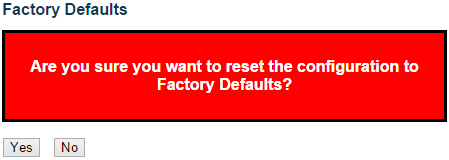 Factory Defaults
Are you sure you want to reset the configuration to
Factory Defaults?
Yes No